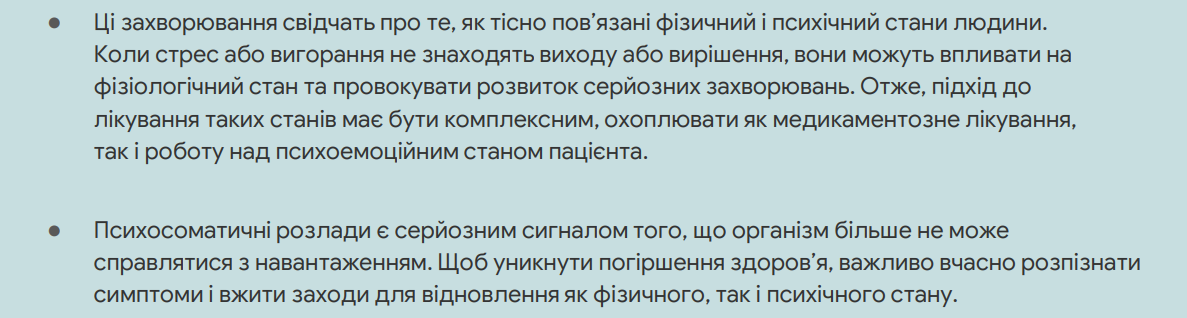 ● Ці захворювання свідчать про те, як тісно пов’язані фізичний і психічний стани людини.
Коли стрес або вигорання не знаходять виходу або вирішення, вони можуть впливати на
фізіологічний стан та провокувати розвиток серйозних захворювань. Отже, підхід до
лікування таких станів має бути комплексним, охоплювати як медикаментозне лікування,
так і роботу над психоемоційним станом пацієнта.
● Психосоматичні розлади є серйозним сигналом того, що організм більше не може
справлятися з навантаженням. Щоб уникнути погіршення здоров’я, важливо вчасно розпізнати
симптоми і вжити заходи для відновлення як фізичного, так і психічного стану.